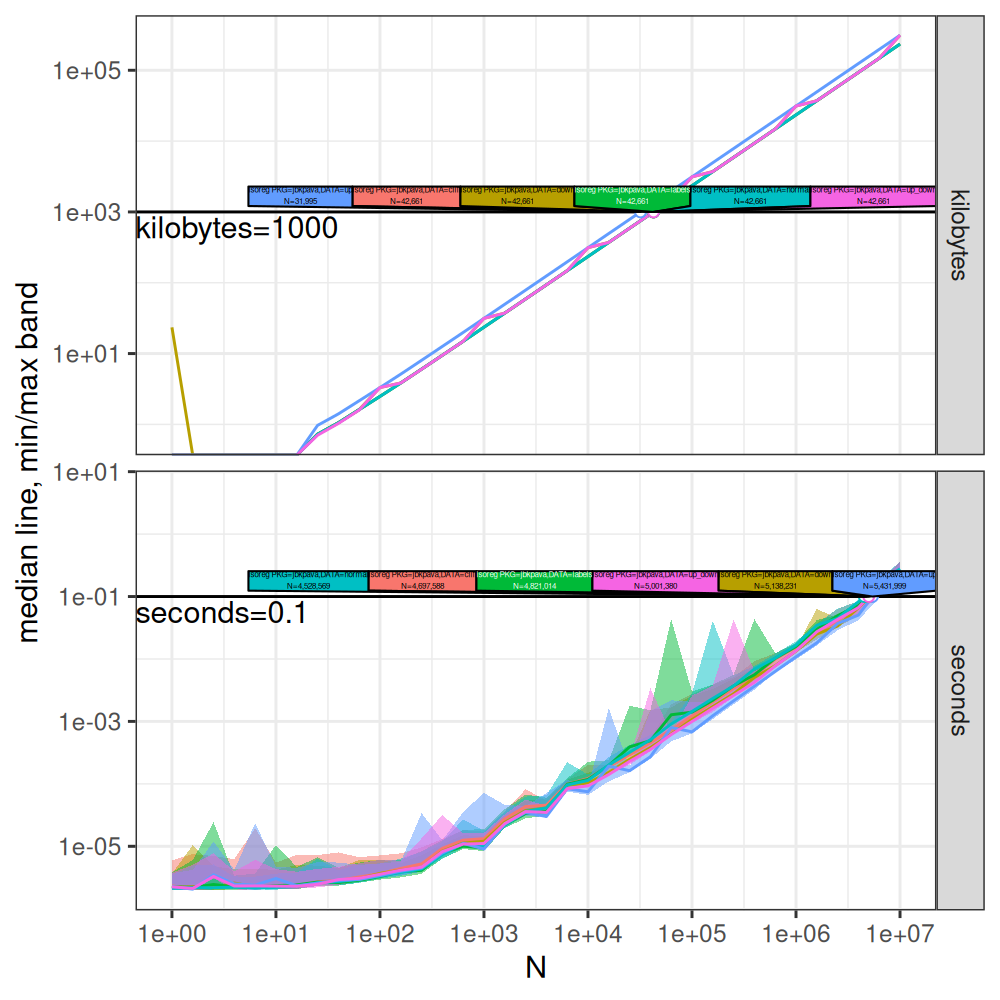 1e+05
1e+03
1e+01
kilobytes=1000
N=31,995
N=42,661
N=42,661
N=42,661
N=42,661
N=42,661
kilobytes
median line, min/max band
1e+01
1e-01
1e-03
1e-05
seconds=0.1
N=4,528,569
N=4,697,588
N=4,821,014
N=5,001,380
N=5,138,231
N=5,431,999
seconds
1e+00
1e+01
1e+02
1e+03
1e+04
1e+05
1e+06
1e+07
N